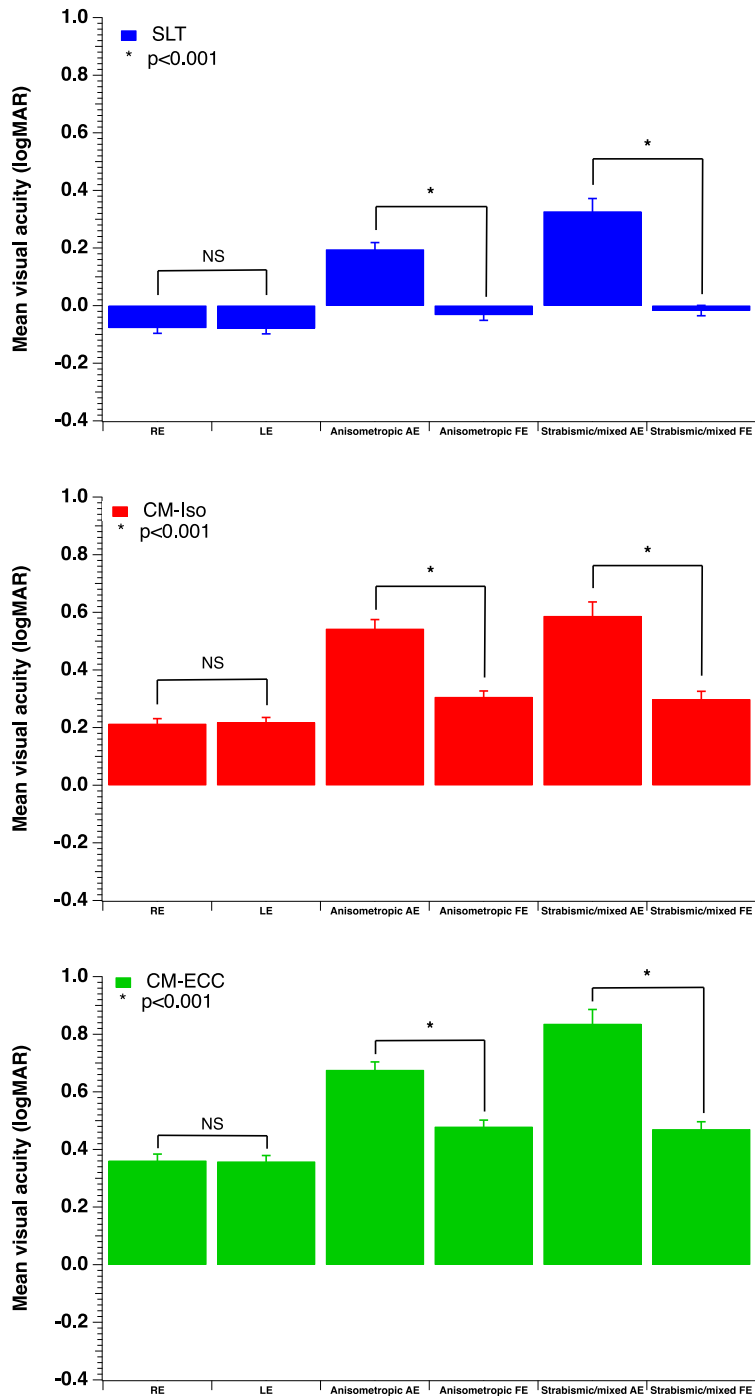 SLT
* p<0.001
Mean visual acuity (logMAR)
1.0
0.8
0.6
0.4
0.2
0.0
-0.2
-0.4
NS
*
*
RE LE Anisometropic AE Anisometropic FE Strabismic/mixed AE Strabismic/mixed FE
CM-Iso
* p<0.001
Mean visual acuity (logMAR)
1.0
0.8
0.6
0.4
0.2
0.0
-0.2
-0.4
NS
*
*
RE LE Anisometropic AE Anisometropic FE Strabismic/mixed AE Strabismic/mixed FE
CM-ECC
* p<0.001
Mean visual acuity (logMAR)
1.0
0.8
0.6
0.4
0.2
0.0
-0.2
-0.4
NS
*
*
RE LE Anisometropic AE Anisometropic FE Strabismic/mixed AE Strabismic/mixed FE